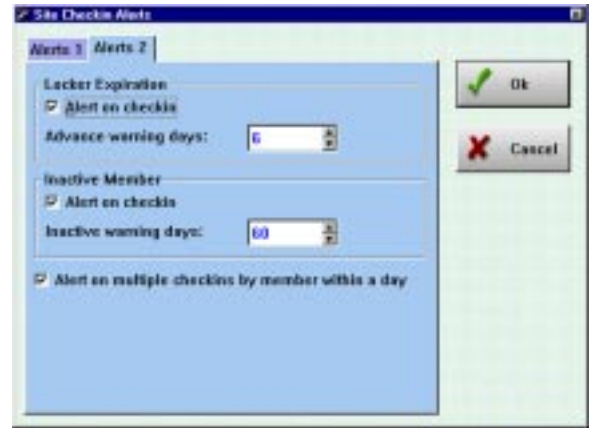 Site Checkin Alerts
Alerts 1
Alerts 2
Locker Expiration
Alert on checkin
Advance warning days:
6
Inactive Member
Alert on checkin
Inactive warning days:
60
Alert on multiple checkins by member within a day
Ok
Cancel